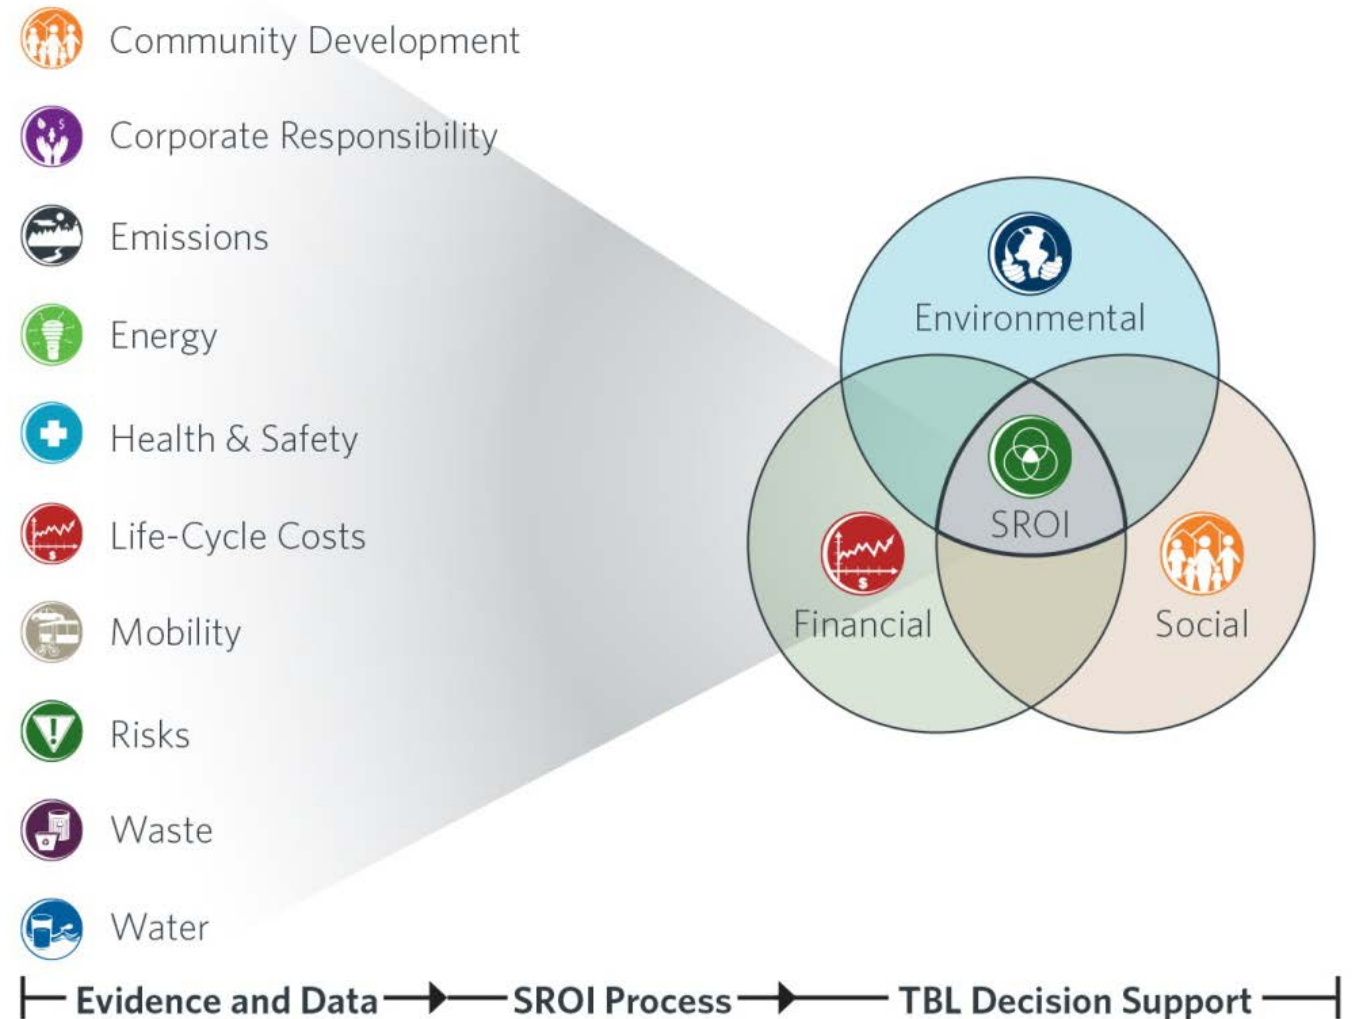 Community Development
Corporate Responsibility
Emissions
Energy
Health & Safety
Life-Cycle Costs
Mobility
Risks
Waste
Water
Environmental
SROI
$
Financial
Social
Evidence and Data
SROI Process
TBL Decision Support